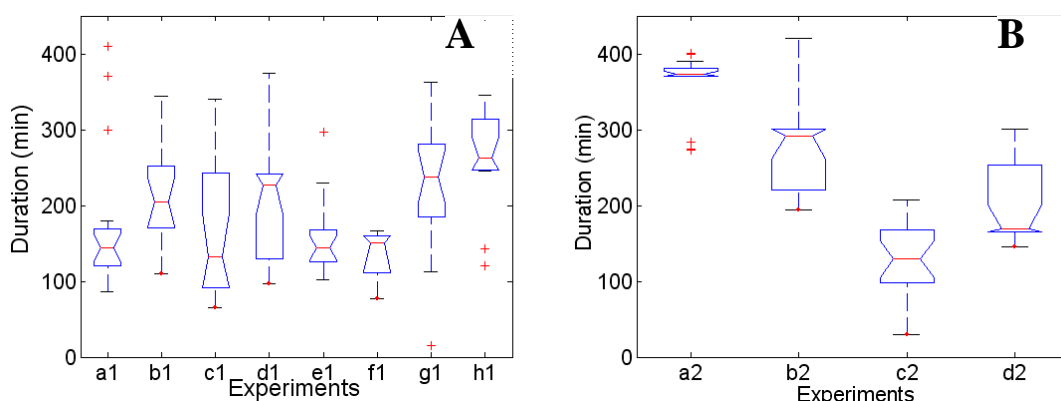 A
400
300
200
100
0
Duration (min)
a1 b1 c1 d1 e1 f1 g1 h1
Experiments
B
400
300
200
100
0
Duration (min)
a2 b2 c2 d2
Experiments